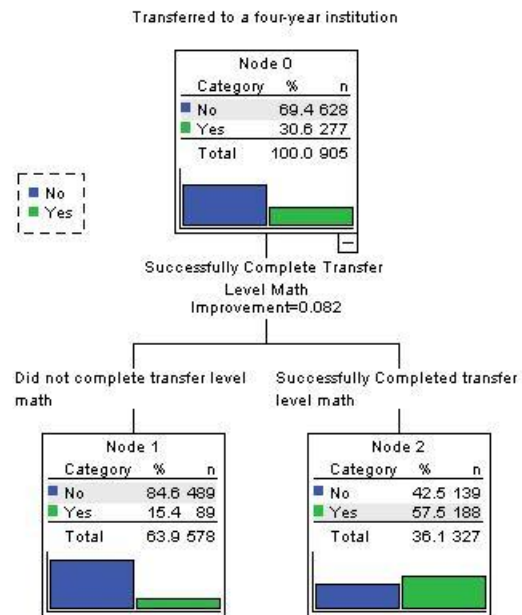 Transferred to a four-year institution
Node 0
Category % n
No 69.4 628
Yes 30.6 277
Total 100.0 905
No
Yes
Successfully Complete Transfer
Level Math
Improvement=0.082
Did not complete transfer level
math
Successfully Completed transfer
level math
Node 1
Category % n
No 84.6 489
Yes 15.4 89
Total 63.9 578
Node 2
Category % n
No 42.5 139
Yes 57.5 188
Total 36.1 327